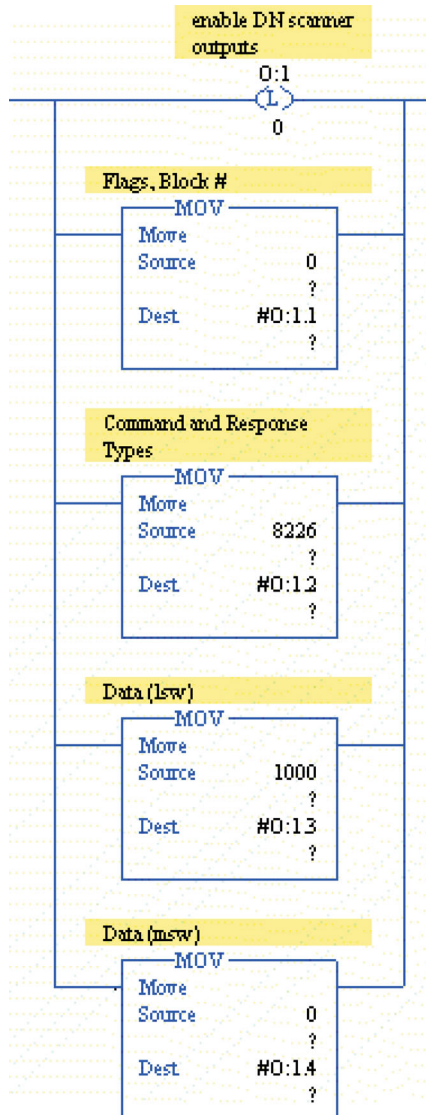 enable DN scanner
outputs
O:1
(L)
0
Flags, Block #
MOV
Move
Source 0
?
Dest #O:1.1
?
Command and Response
Types
MOV
Move
Source 8226
?
Dest #O:1.2
?
Data (lsw)
MOV
Move
Source 1000
?
Dest #O:1.3
?
Data (msw)
MOV
Move
Source 0
?
Dest #O:1.4
?